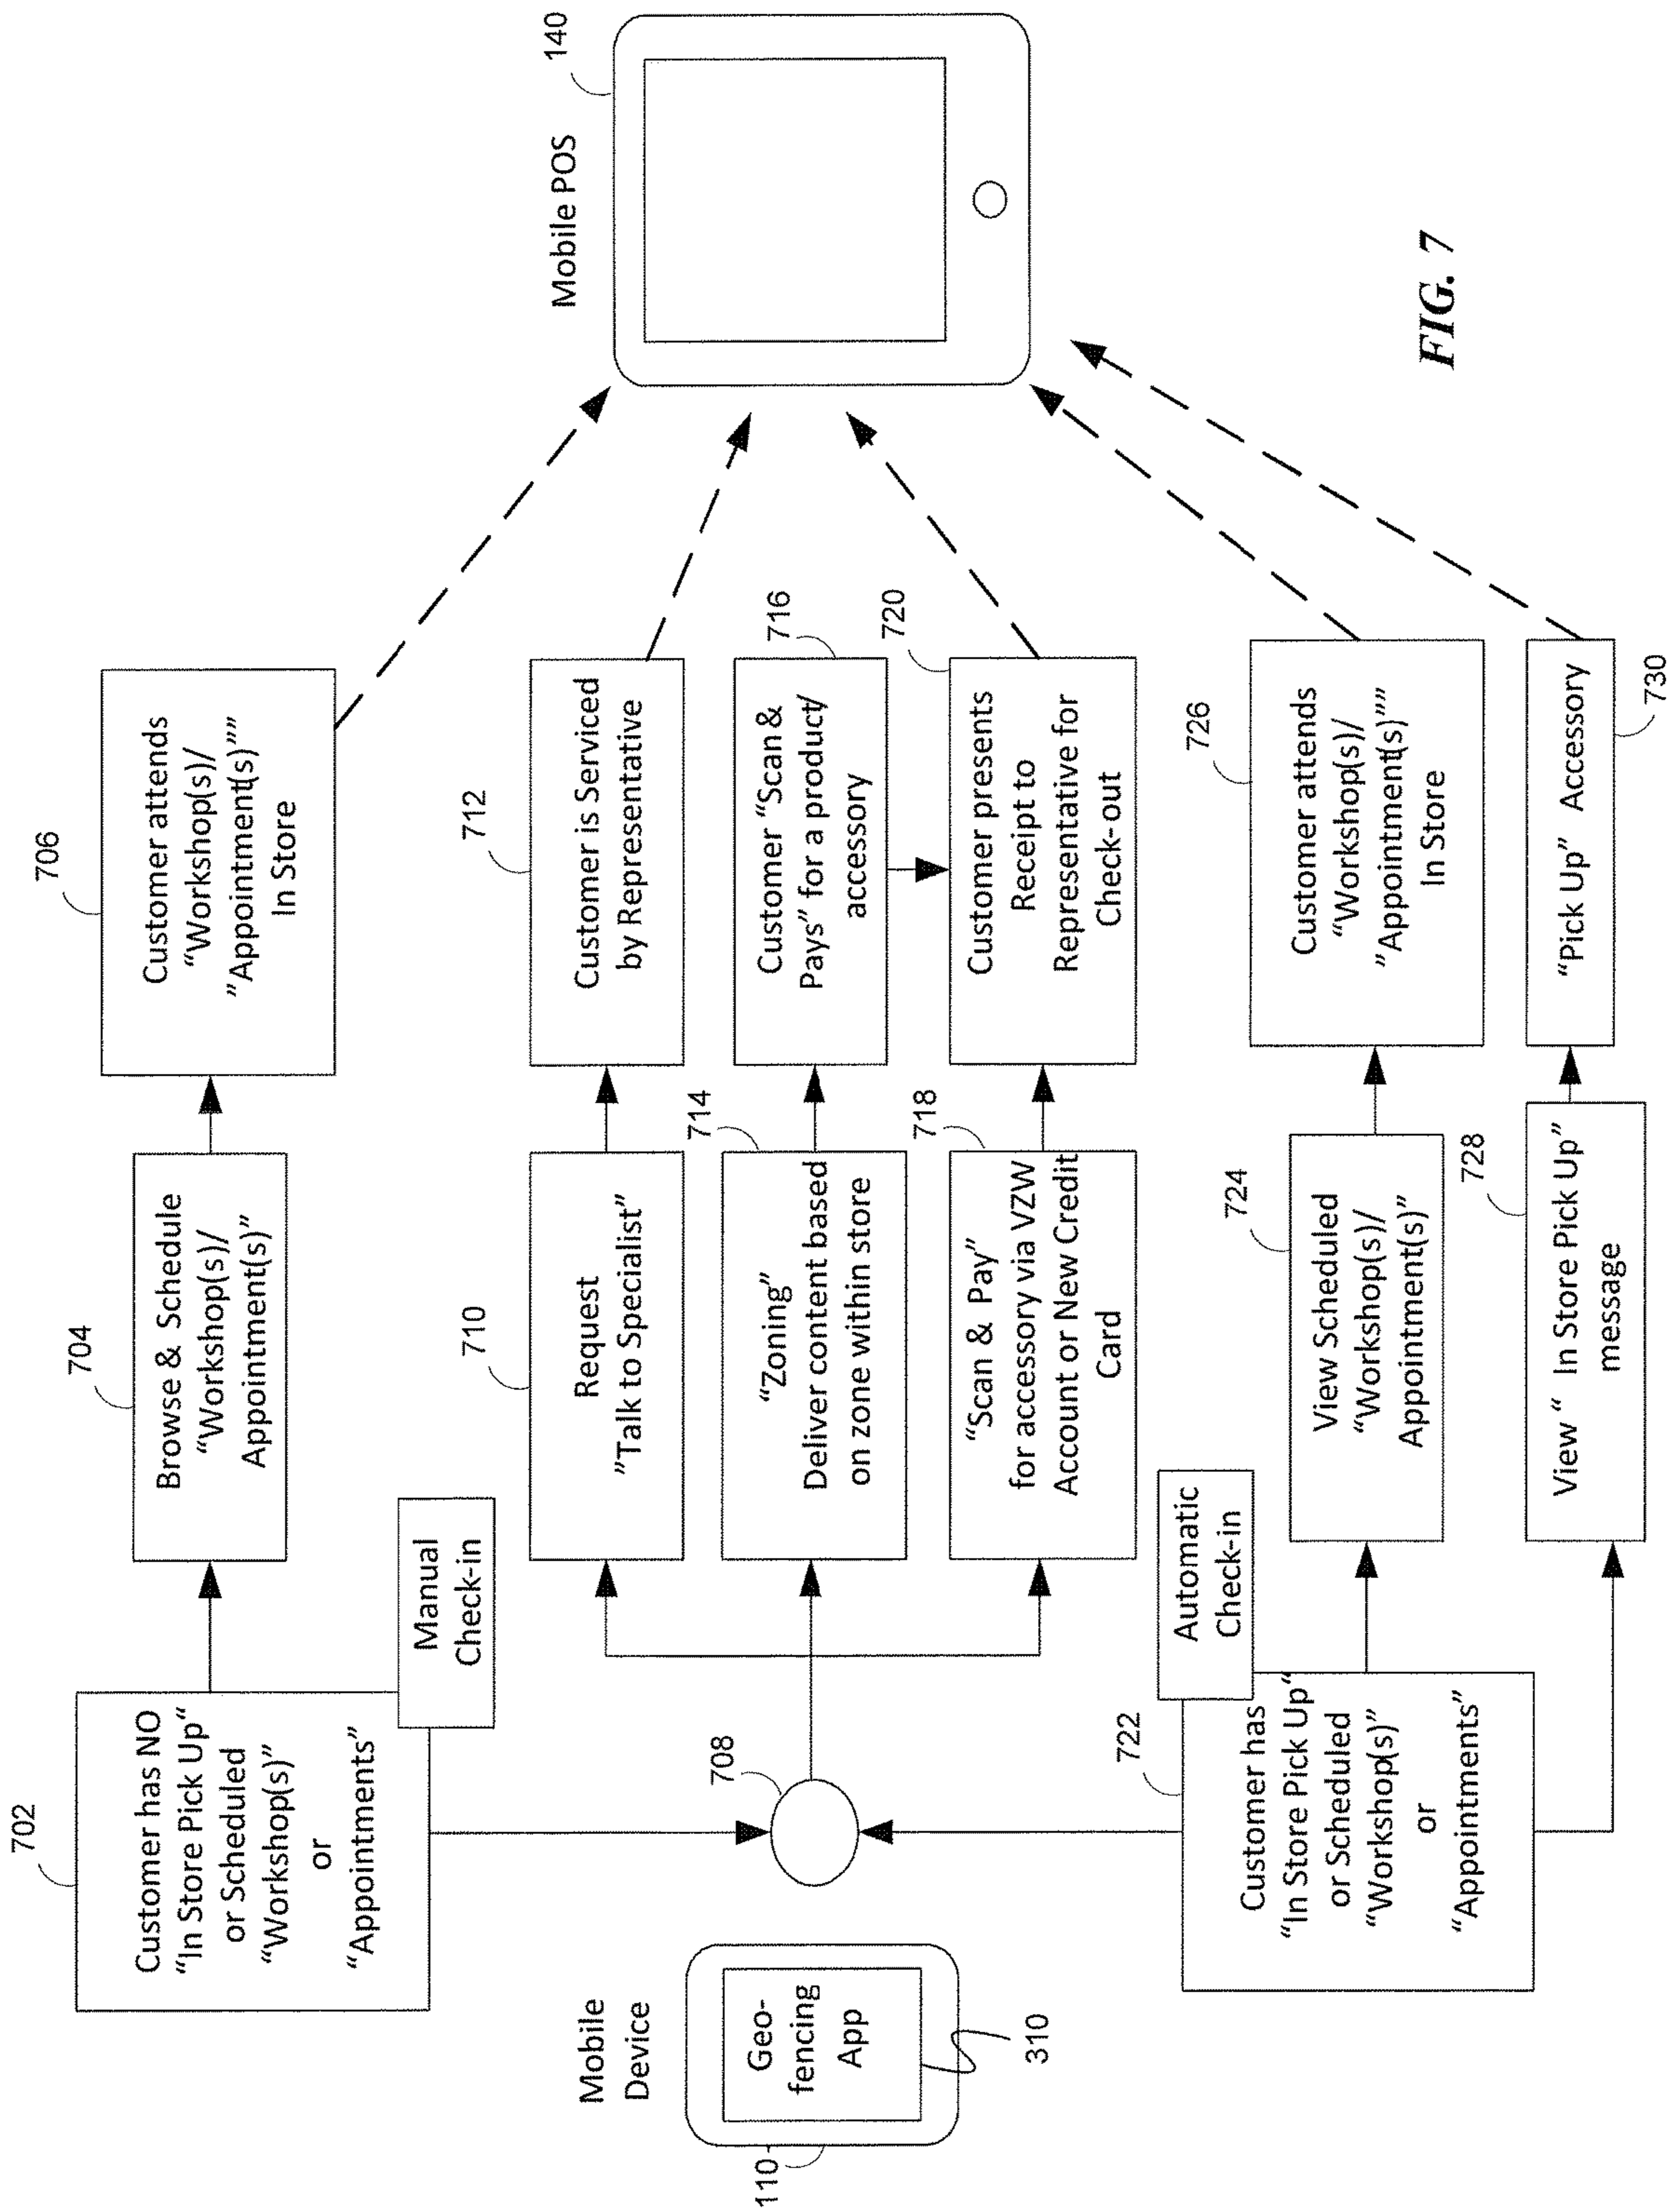 702
Customer has NO
“In Store Pick Up“
or Scheduled
“Workshop(s)”
or
“Appointments”
Manual
Check-in
704
Browse & Schedule
“Workshop(s)/
Appointment(s)”
706
Customer attends
“Workshop(s)/
”Appointment(s)””
In Store
Mobile
Device
Geo-
fencing
App
110
310
708
710
Request
”Talk to Specialist”
712
Customer is Serviced
by Representative
714
“Zoning”
Deliver content based
on zone within store
716
Customer “Scan &
Pays” for a product/
accessory
718
“Scan & Pay”
for accessory via VZW
Account or New Credit
Card
720
Customer presents
Receipt to
Representative for
Check-out
Mobile POS
140
722
Customer has
“In Store Pick Up“
or Scheduled
“Workshop(s)”
or
“Appointments”
Automatic
Check-in
724
View Scheduled
“Workshop(s)/
Appointment(s)”
726
Customer attends
“Workshop(s)/
”Appointment(s)””
In Store
728
View “ In Store Pick Up”
message
“Pick Up” Accessory
730
FIG. 7